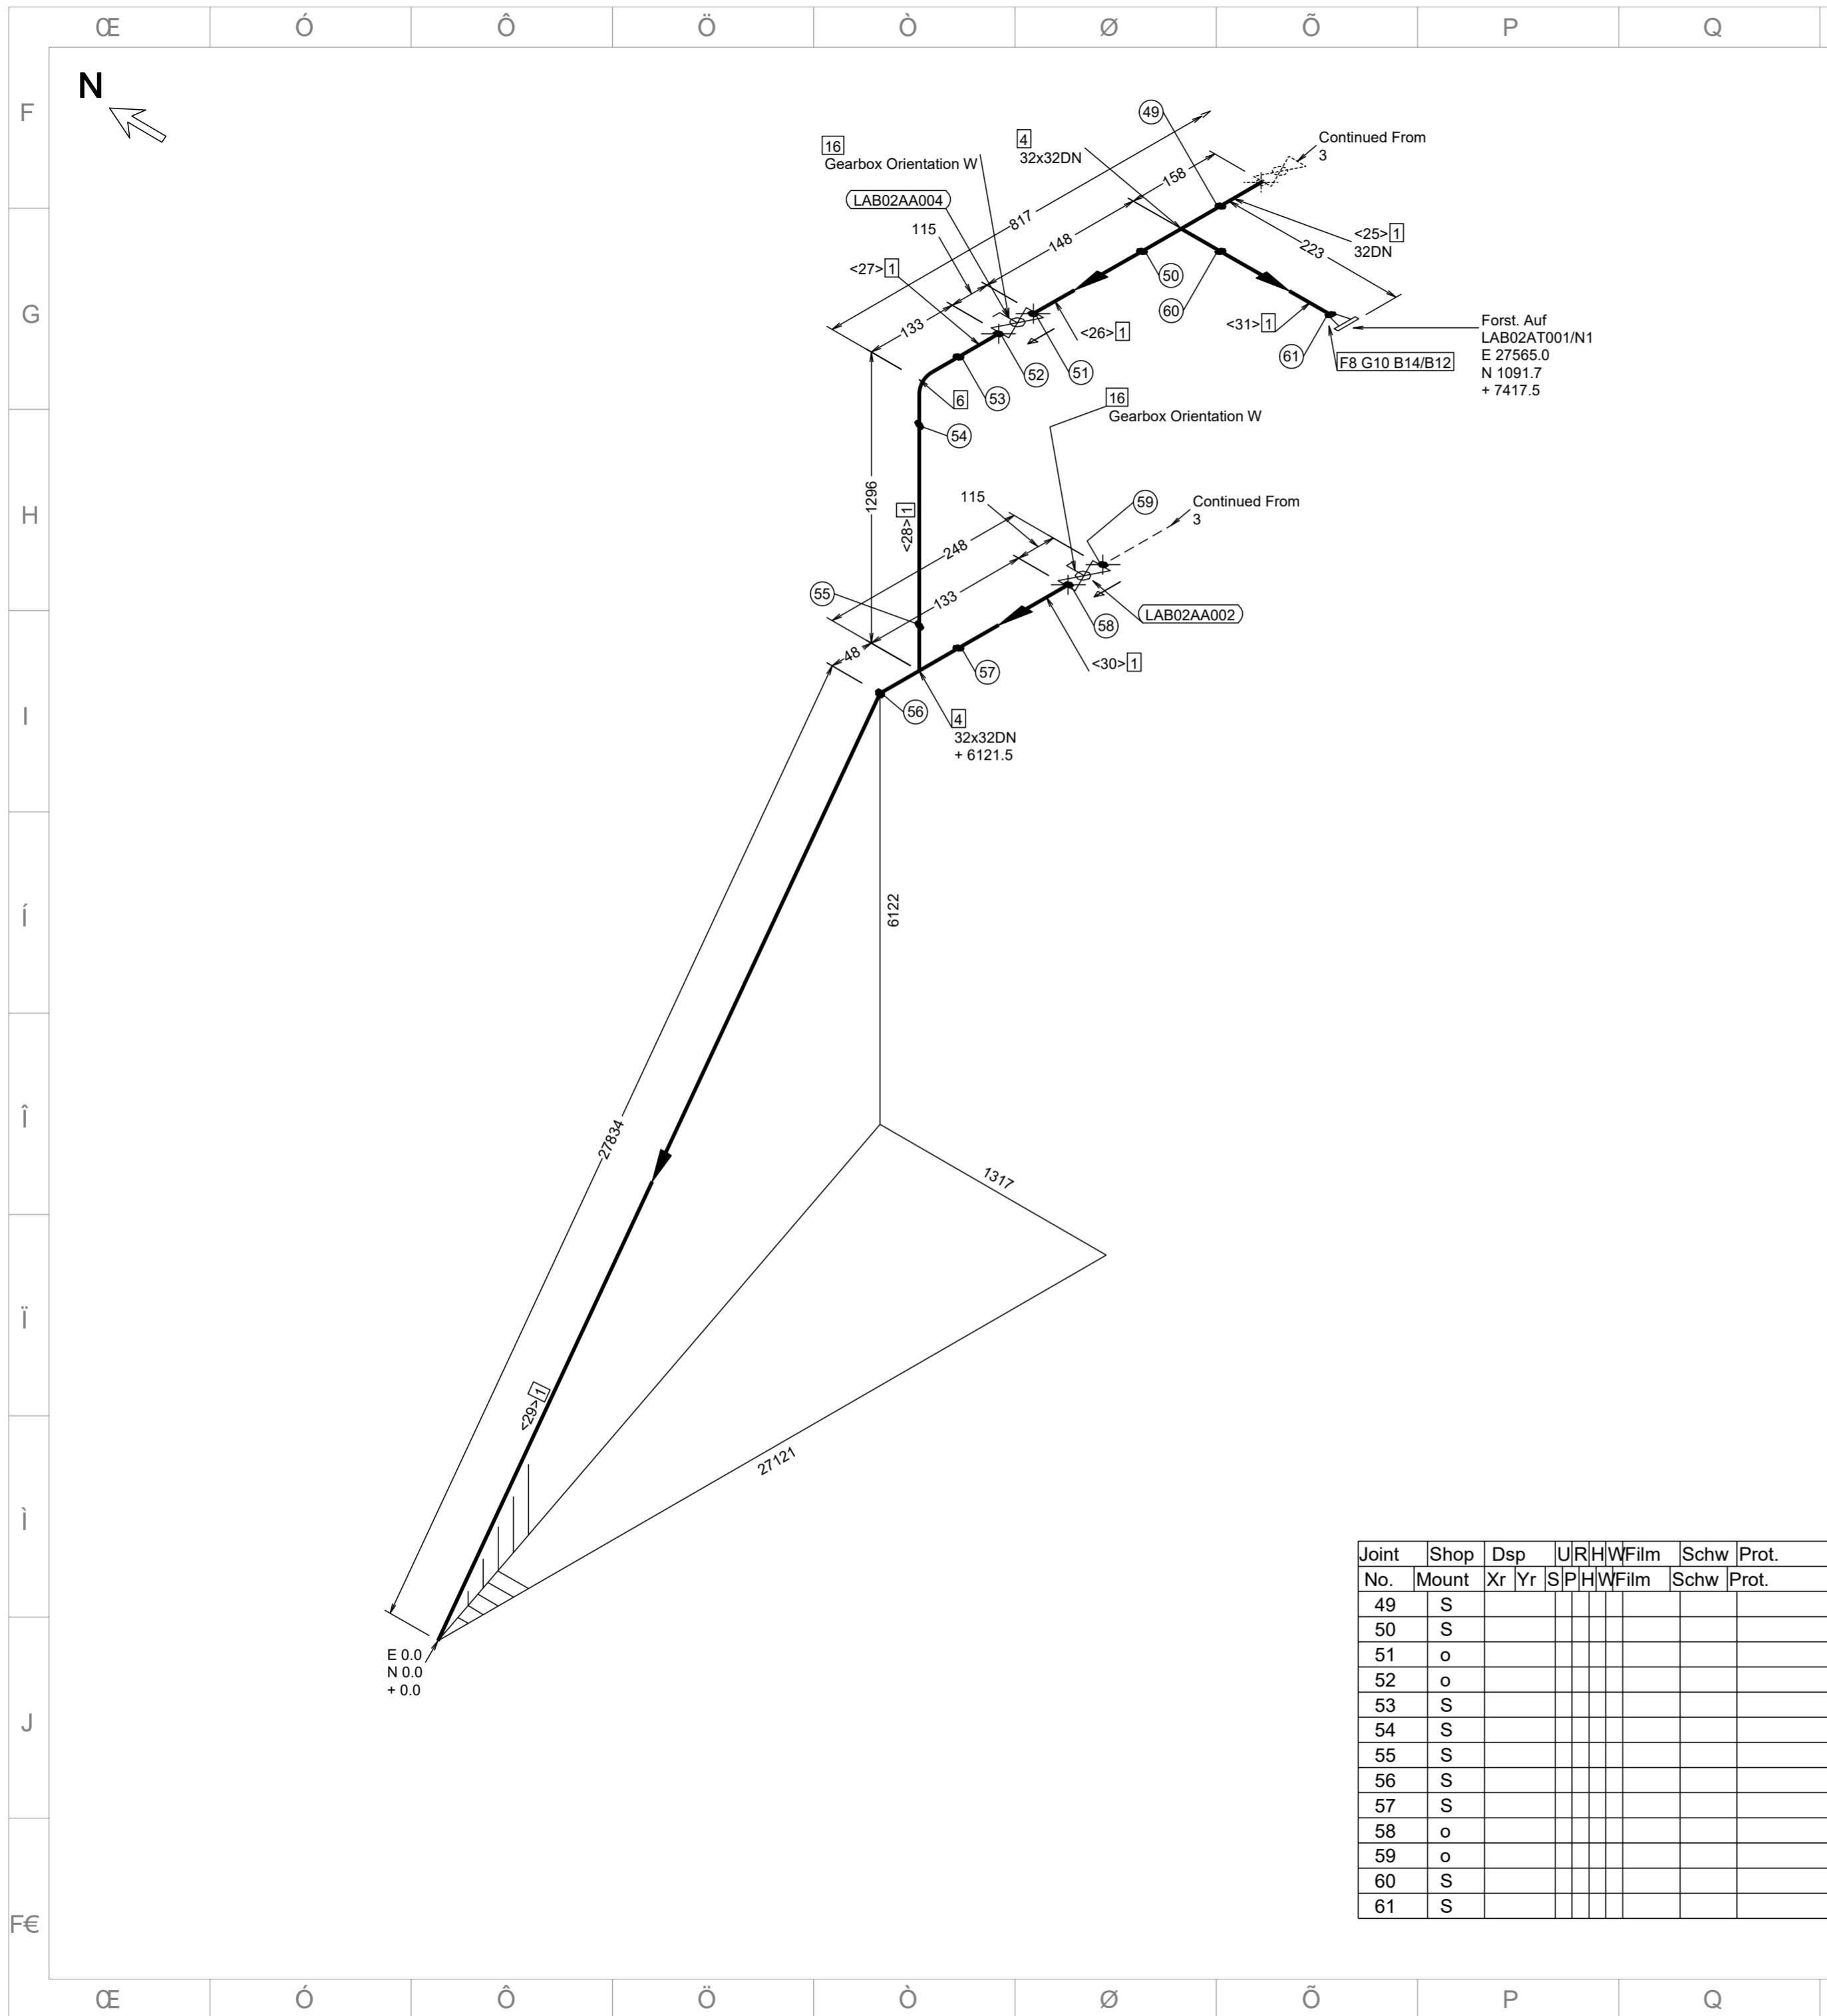 Œ Ó Ô Ö Ò Ø Õ P Q
N
F
G
H
I
Í
Î
Ï
Ì
J
F€
49
Continued From
3
4
32x32DN
16
Gearbox Orientation W
158
LAB02AA004
817
115
148
<25> 1
32DN
223
<27> 1
50
60
133
<26> 1
<31> 1
Forst. Auf
LAB02AT001/N1
E 27565.0
N 1091.7
+ 7417.5
61
F8 G10 B14/B12
52
51
6
53
16
Gearbox Orientation W
54
1296
115
59
Continued From
3
<28> 1
248
55
133
LAB02AA002
58
48
<30> 1
57
56
4
32x32DN
+ 6121.5
6122
27834
1317
<29> 1
27121
E 0.0
N 0.0
+ 0.0
Joint Shop Dsp U R H W Film Schw Prot.
No. Mount Xr Yr S P H W Film Schw Prot.
49 S
50 S
51 o
52 o
53 S
54 S
55 S
56 S
57 S
58 o
59 o
60 S
61 S
Œ Ó Ô Ö Ò Ø Õ P Q